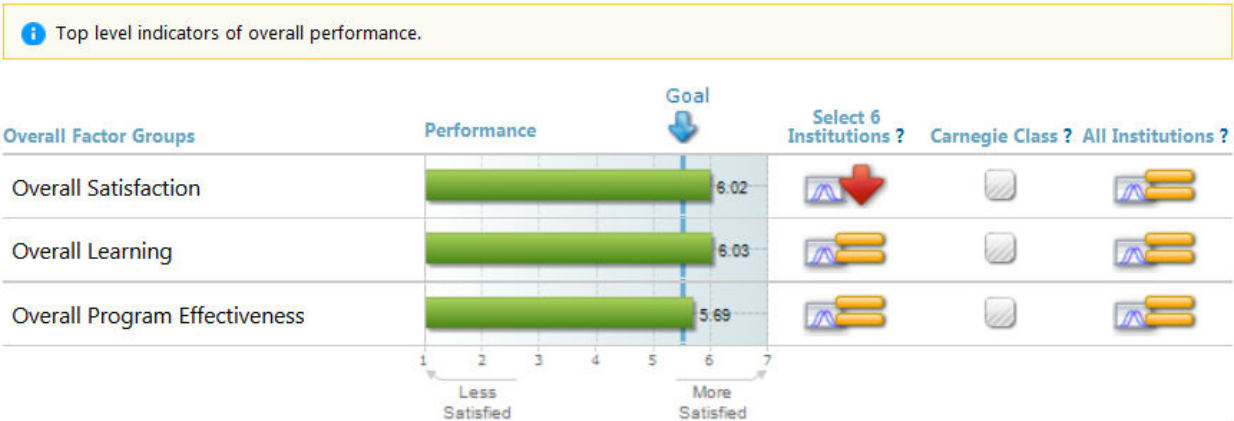 Top level indicators of overall performance.
Goal
Select 6
Overall Factor Groups Performance Institutions ? Carnegie Class ? All Institutions ?
Overall Satisfaction 6.02
Overall Learning 6.03
Overall Program Effectiveness 5.69
1 2 3 4 5 6 7
Less More
Satisfied Satisfied